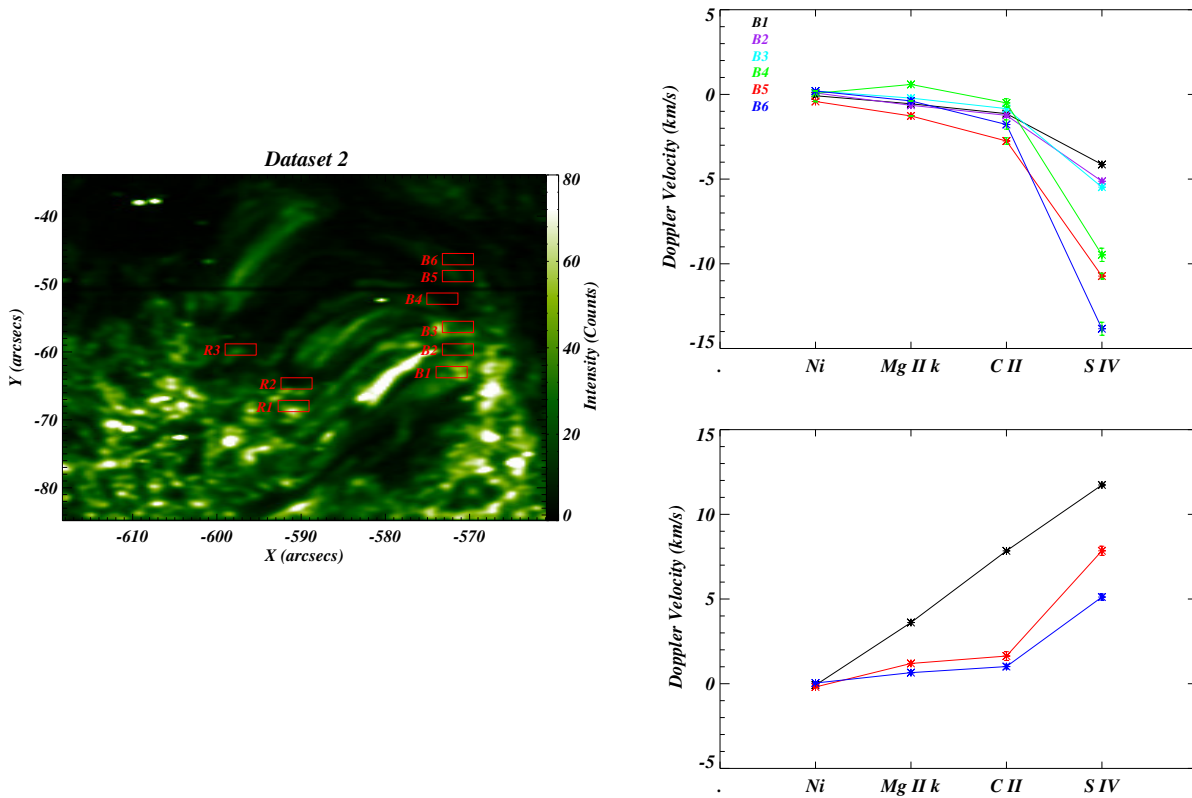 Dataset 2
Y (arcsecs)
-40
-50
-60
-70
-80
B6
B5
B4
B3
B2
B1
R3
R2
R1
-610
-600
-590
-580
-570
X (arcsecs)
80
60
40
20
0
Intensity (Counts)
Doppler Velocity (km/s)
5
0
-5
-10
-15
B1
B2
B3
B4
B5
B6
. Ni Mg II k C II S IV
Doppler Velocity (km/s)
15
10
5
0
-5
. Ni Mg II k C II S IV